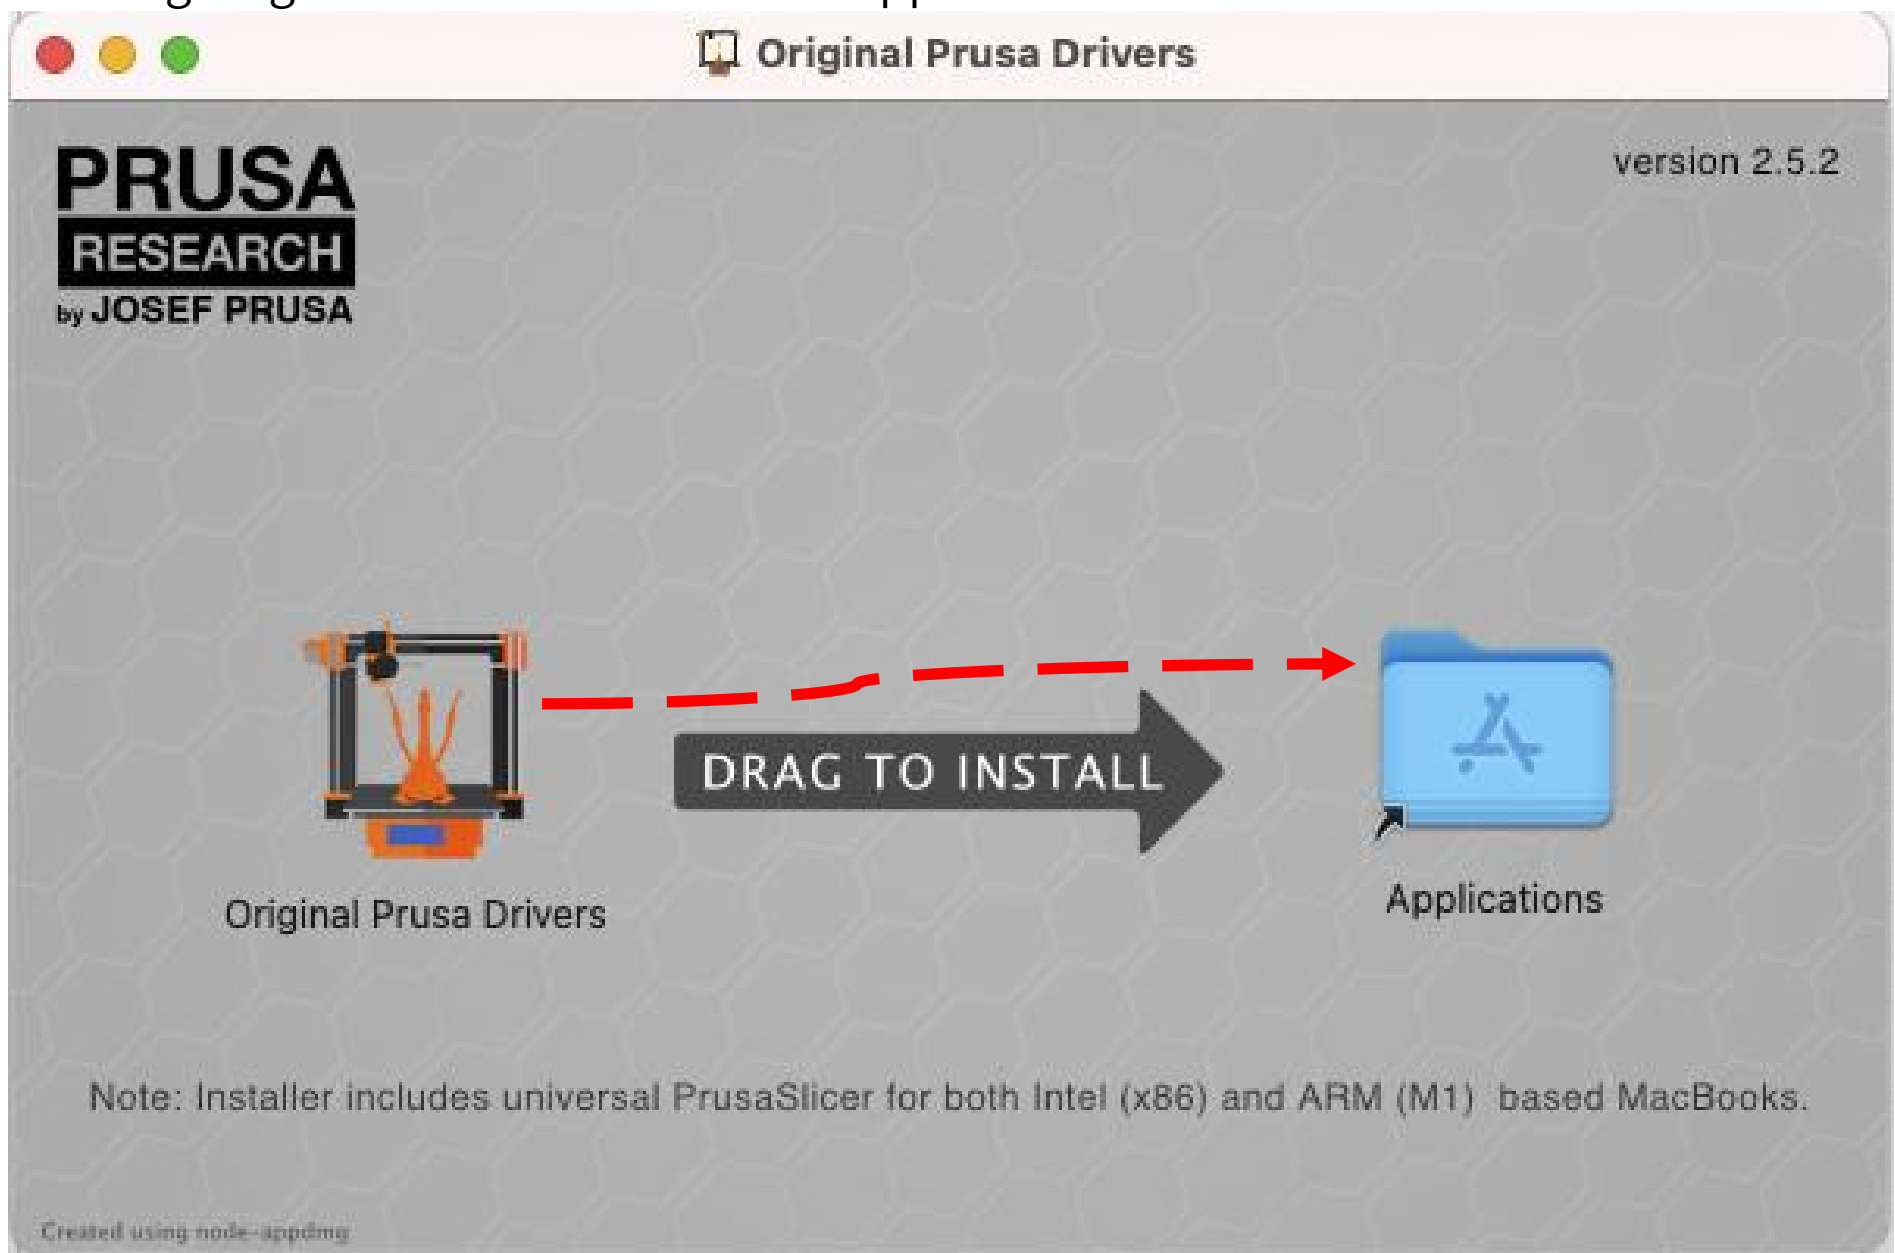 Original Prusa Drivers
PRUSA
RESEARCH
by JOSEF PRUSA
version 2.5.2
DRAG TO INSTALL
Original Prusa Drivers
Applications
Note: Installer includes universal PrusaSlicer for both Intel (x86) and ARM (M1) based MacBooks.
Created using node-appdmg